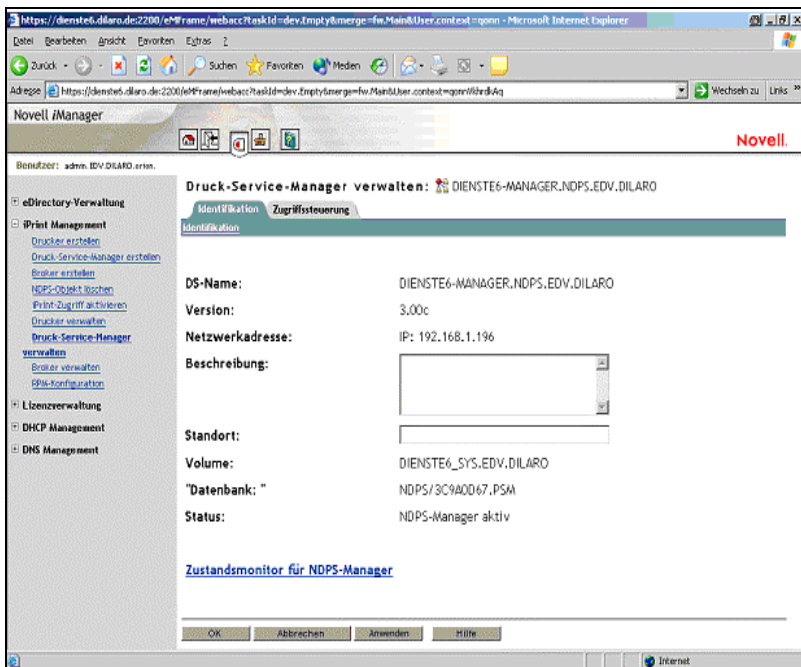 https://dienste6.dilaro.de:2200/eMFrame/webacc?taskId=dev.Empty&merge=fw.Main&User.context=qonn - Microsoft Internet Explorer
Datei Bearbeiten Ansicht Favoriten Extras ?
Zurück Suchen Favoriten Medien
Adresse https://dienste6.dilaro.de:2200/eMFrame/webacc?taskId=dev.Empty&merge=fw.Main&User.context= Wechseln zu Links »
Novell iManager
Novell.
Benutzer: admin.EDV.DILARO.
Druck-Service-Manager verwalten: DIENSTE6-MANAGER.NDPS.EDV.DILARO
Identifikation Zugriffssteuerung
Identifikation
eDirectory-Verwaltung
iPrint Management
Drucker erstellen
Druck-Service-Manager erstellen
Broker erstellen
NDPS-Objekt löschen
iPrint-Zugriff aktivieren
Drucker verwalten
Druck-Service-Manager
verwalten
Broker verwalten
RPM-Konfiguration
Lizenzverwaltung
DHCP Management
DNS Management
DS-Name: DIENSTE6-MANAGER.NDPS.EDV.DILARO
Version: 3.00c
Netzwerkadresse: IP: 192.168.1.196
Beschreibung:
Standort:
Volume: DIENSTE6_SYS.EDV.DILARO
"Datenbank: " NDPS/3C9A0D67.PSM
Status: NDPS-Manager aktiv
Zustandsmonitor für NDPS-Manager
OK Abbrechen Anwenden Hilfe
Internet